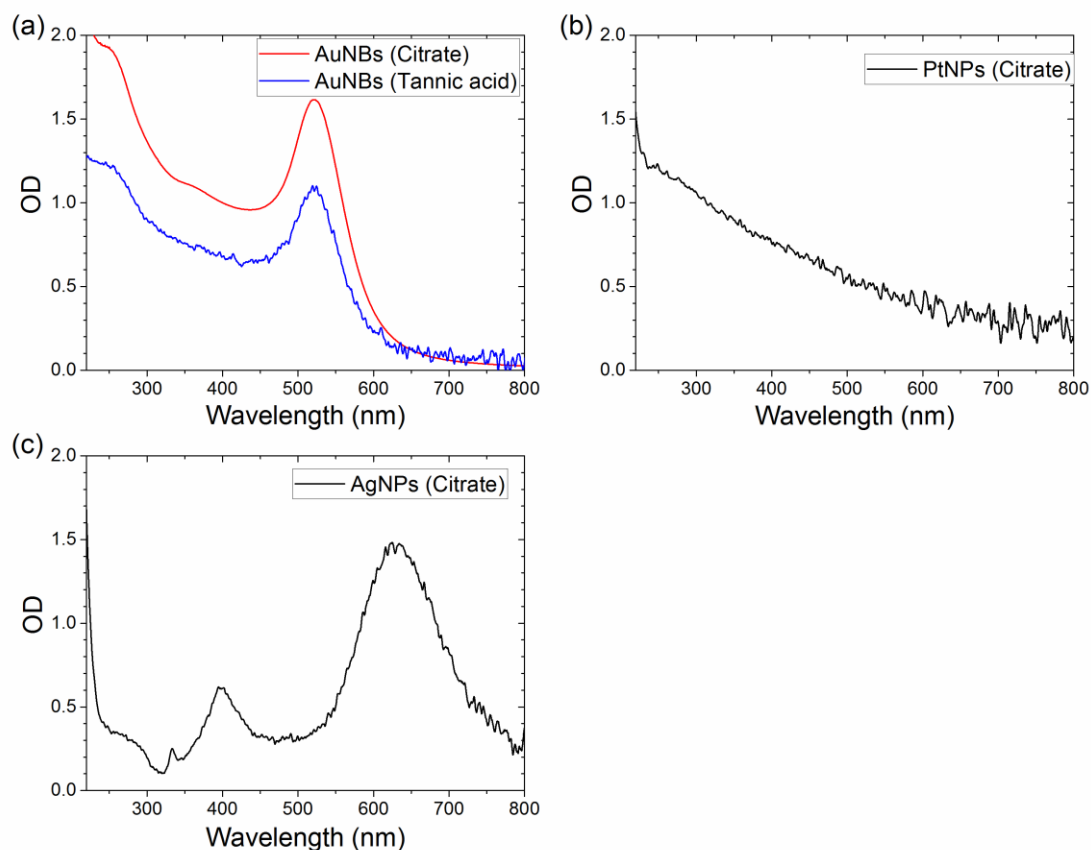 (a)
2.0
1.5
1.0
0.5
0.0
OD
AuNBs (Citrate)
AuNBs (Tannic acid)
300 400 500 600 700 800
Wavelength (nm)
(b)
2.0
1.5
1.0
0.5
0.0
OD
PtNPs (Citrate)
300 400 500 600 700 800
Wavelength (nm)
(c)
2.0
1.5
1.0
0.5
0.0
OD
AgNPs (Citrate)
300 400 500 600 700 800
Wavelength (nm)